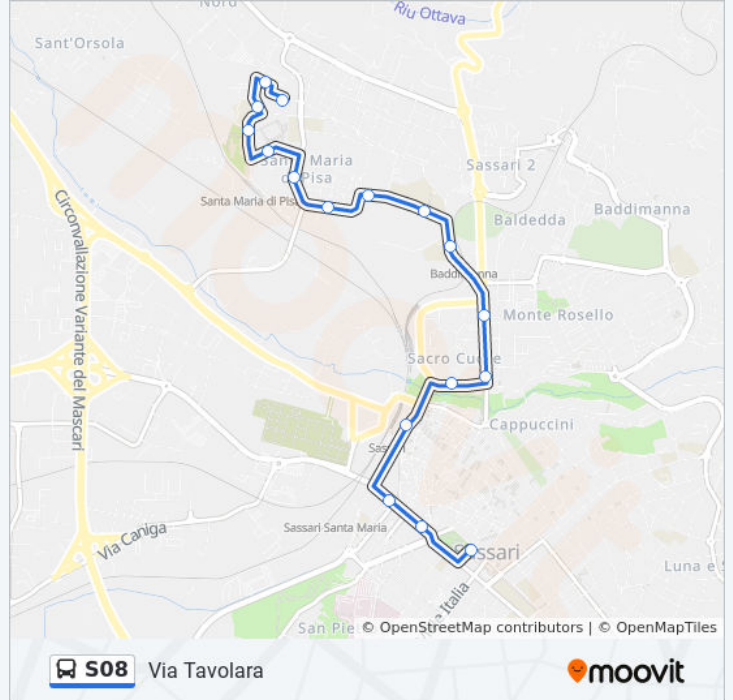 Nord
Riu Ottava
Sant'Orsola
Santa Maria
di Pisa
Sassari 2
Santa Maria di Pisa
Baddimanna
Baldedda
Circonvallazione Variante del Mascari
Baddimanna
Monte Rosello
Sacro Cuore
Cappuccini
Sassari
Sassari Santa Maria
Via Caniga
Sassari
Luna e S
e Italia
San Pie
© OpenStreetMap contributors | © OpenMapTiles
S08 Via Tavolara
moovit